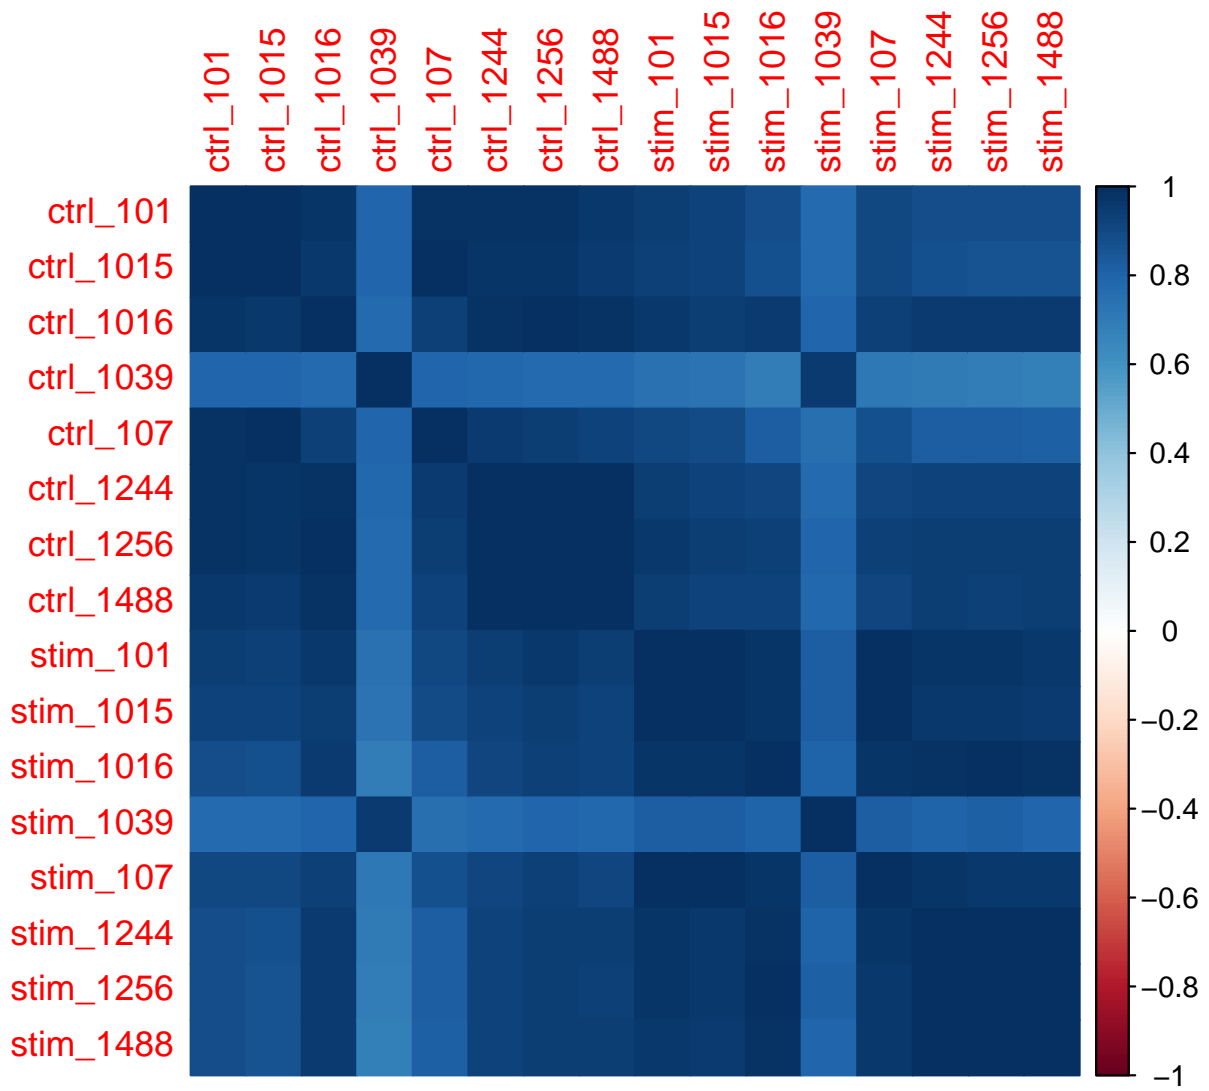 ctrl_101
ctrl_1015
ctrl_1016
ctrl_1039
ctrl_107
ctrl_1244
ctrl_1256
ctrl_1488
stim_101
stim_1015
stim_1016
stim_1039
stim_107
stim_1244
stim_1256
stim_1488
ctrl_101
ctrl_1015
ctrl_1016
ctrl_1039
ctrl_107
ctrl_1244
ctrl_1256
ctrl_1488
stim_101
stim_1015
stim_1016
stim_1039
stim_107
stim_1244
stim_1256
stim_1488
1
0.8
0.6
0.4
0.2
0
−0.2
−0.4
−0.6
−0.8
−1